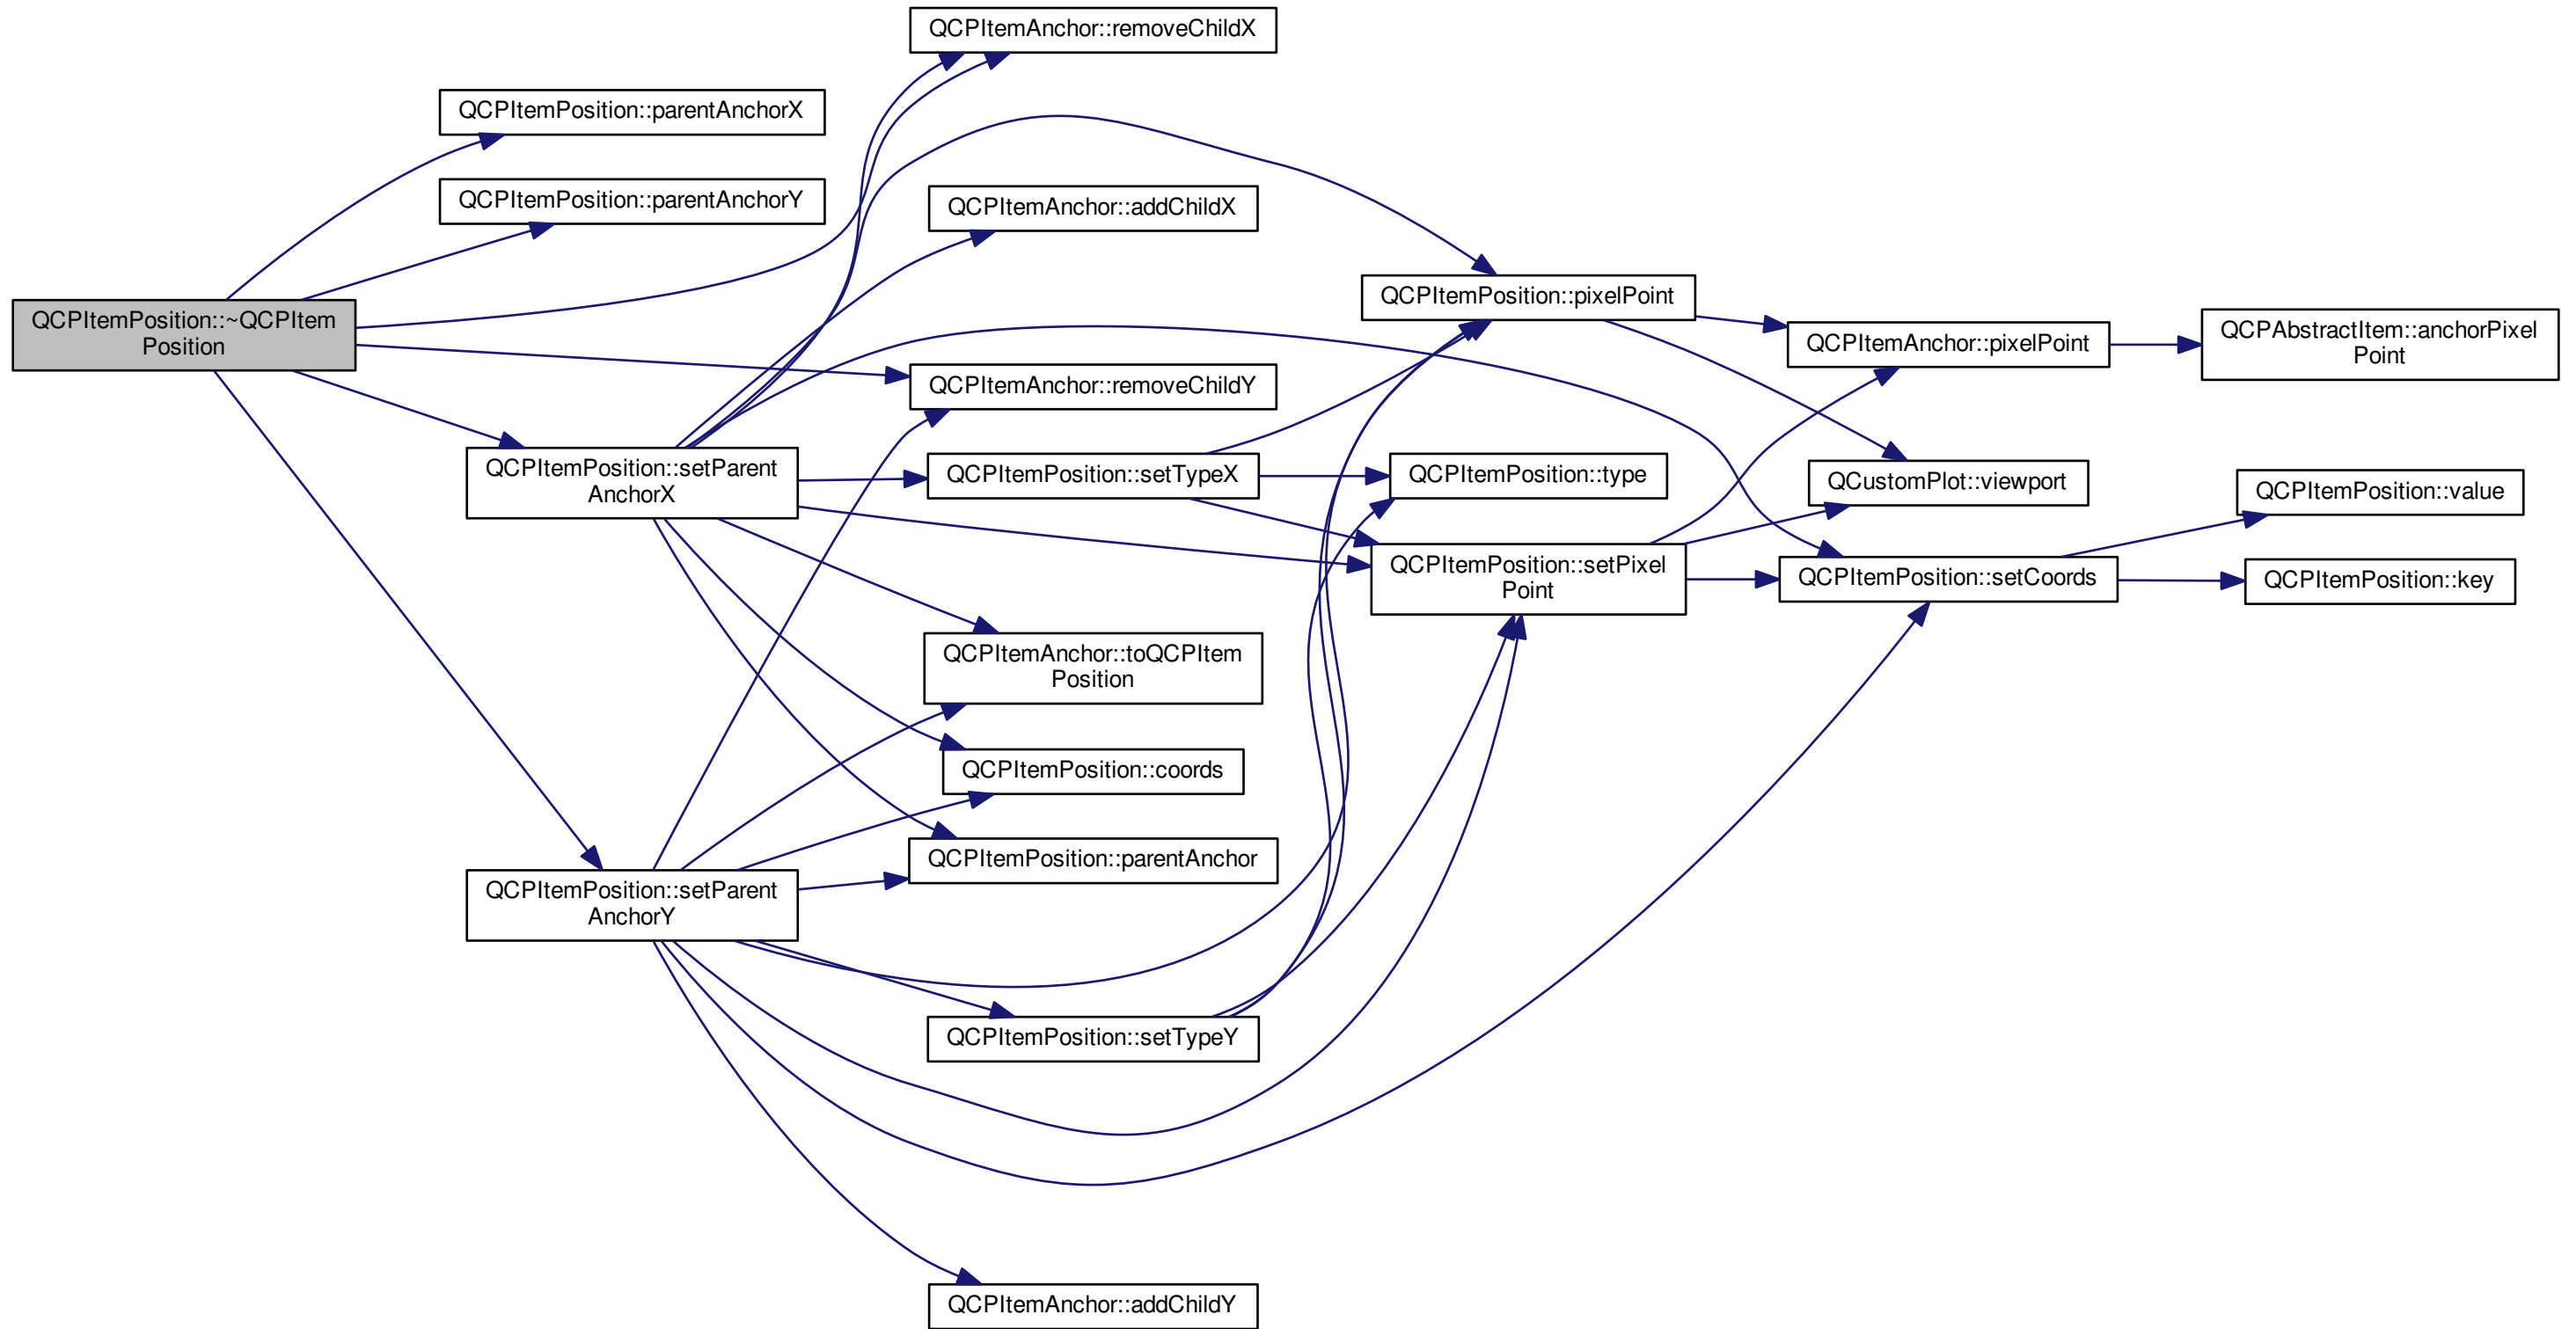 QCPItemAnchor::removeChildX
QCPItemPosition::parentAnchorX
QCPItemPosition::parentAnchorY
QCPItemAnchor::addChildX
QCPItemPosition::~QCPItem
Position
QCPItemPosition::pixelPoint
QCPItemAnchor::pixelPoint
QCPAbstractItem::anchorPixel
Point
QCPItemAnchor::removeChildY
QCPItemPosition::setParent
AnchorX
QCPItemPosition::setTypeX
QCPItemPosition::type
QCustomPlot::viewport
QCPItemPosition::value
QCPItemPosition::setPixel
Point
QCPItemPosition::setCoords
QCPItemPosition::key
QCPItemAnchor::toQCPItem
Position
QCPItemPosition::coords
QCPItemPosition::parentAnchor
QCPItemPosition::setParent
AnchorY
QCPItemPosition::setTypeY
QCPItemAnchor::addChildY